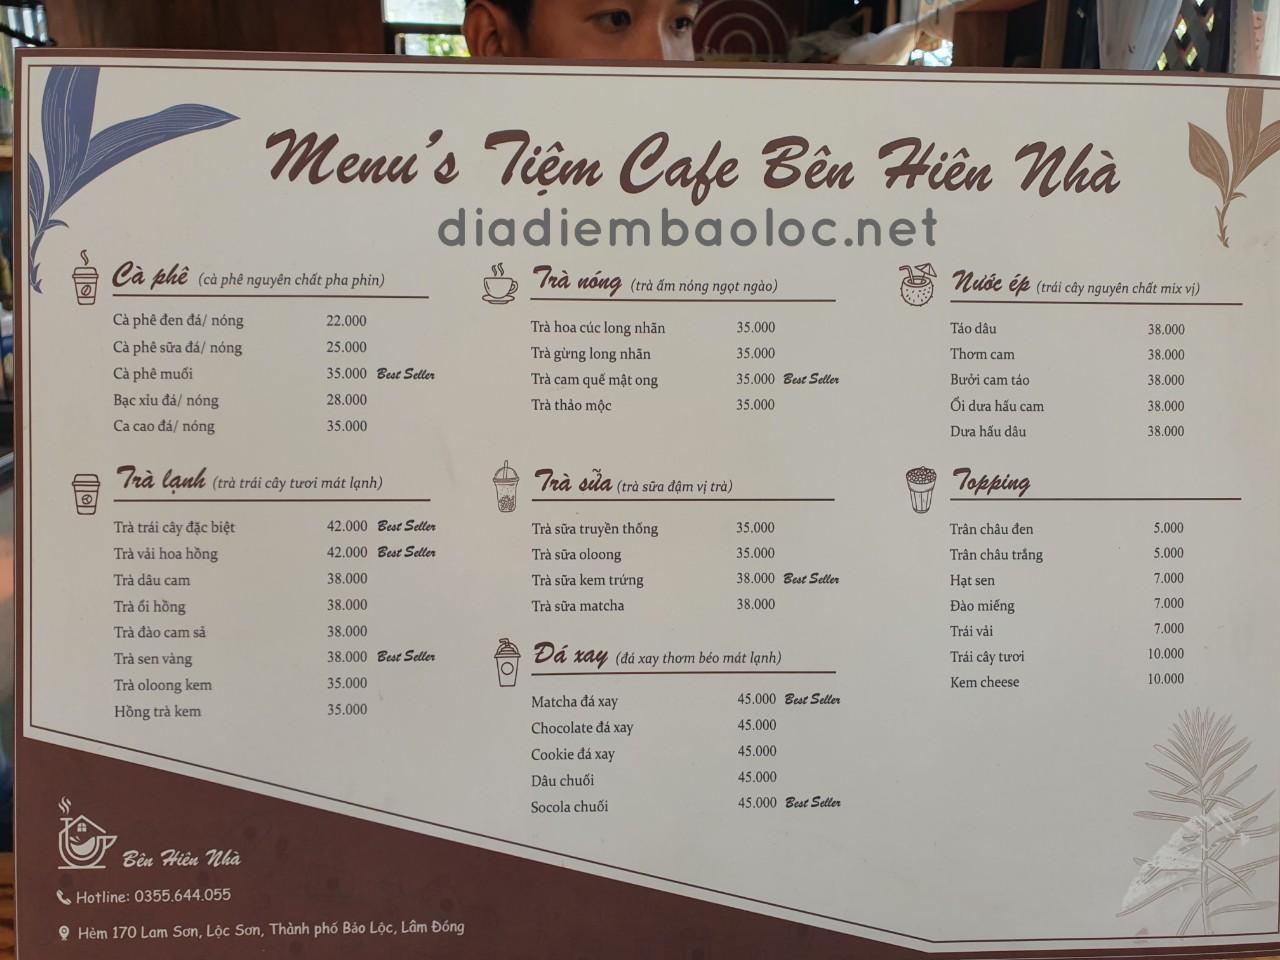 Menu's Tiệm Cafe Bên Hiên Nhà
diadiembaoloc.net
Cà phê (cà phê nguyên chất pha phin)
Cà phê đen đá/ nóng 22.000
Cà phê sữa đá/ nóng 25.000
Cà phê muối 35.000 Best Seller
Bạc xỉu đá/ nóng 28.000
Ca cao đá/ nóng 35.000
Trà lạnh (trà trái cây tươi mát lạnh)
Trà trái cây đặc biệt 42.000 Best Seller
Trà vải hoa hồng 42.000 Best Seller
Trà dâu cam 38.000
Trà ổi hồng 38.000
Trà đào cam sả 38.000
Trà sen vàng 38.000 Best Seller
Trà oloong kem 35.000
Hồng trà kem 35.000
Trà nóng (trà ấm nóng ngọt ngào)
Trà hoa cúc long nhãn 35.000
Trà gừng long nhãn 35.000
Trà cam quế mật ong 35.000 Best Seller
Trà thảo mộc 35.000
Trà sữa (trà sữa đậm vị trà)
Trà sữa truyền thống 35.000
Trà sữa oloong 35.000
Trà sữa kem trứng 38.000 Best Seller
Trà sữa matcha 38.000
Đá xay (đá xay thơm béo mát lạnh)
Matcha đá xay 45.000 Best Seller
Chocolate đá xay 45.000
Cookie đá xay 45.000
Dâu chuối 45.000
Socola chuối 45.000 Best Seller
Nước ép (trái cây nguyên chất mix vị)
Táo dâu 38.000
Thơm cam 38.000
Bưởi cam táo 38.000
Ổi dưa hấu cam 38.000
Dưa hấu dâu 38.000
Topping
Trân châu đen 5.000
Trân châu trắng 5.000
Hạt sen 7.000
Đào miếng 7.000
Trái vải 7.000
Trái cây tươi 10.000
Kem cheese 10.000
Bên Hiên Nhà
Hotline: 0355.644.055
Hẻm 170 Lam Sơn, Lộc Sơn, Thành phố Bảo Lộc, Lâm Đóng